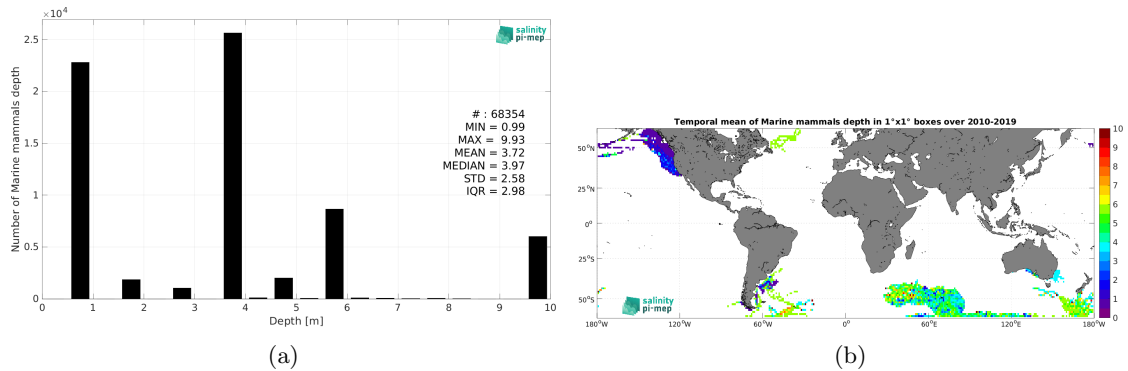 ×10⁴
2.5
2
1.5
1
0.5
0
Number of Marine mammals depth
salinity
pi-mep
# : 68354
MIN = 0.99
MAX = 9.93
MEAN = 3.72
MEDIAN = 3.97
STD = 2.58
IQR = 2.98
0 1 2 3 4 5 6 7 8 9 10
Depth [m]
(a)
Temporal mean of Marine mammals depth in 1°x1° boxes over 2010-2019
50°N
25°N
0°
25°S
50°S
180°W 120°W 60°W 0° 60°E 120°E 180°W
salinity
pi-mep
10
9
8
7
6
5
4
3
2
1
0
(b)